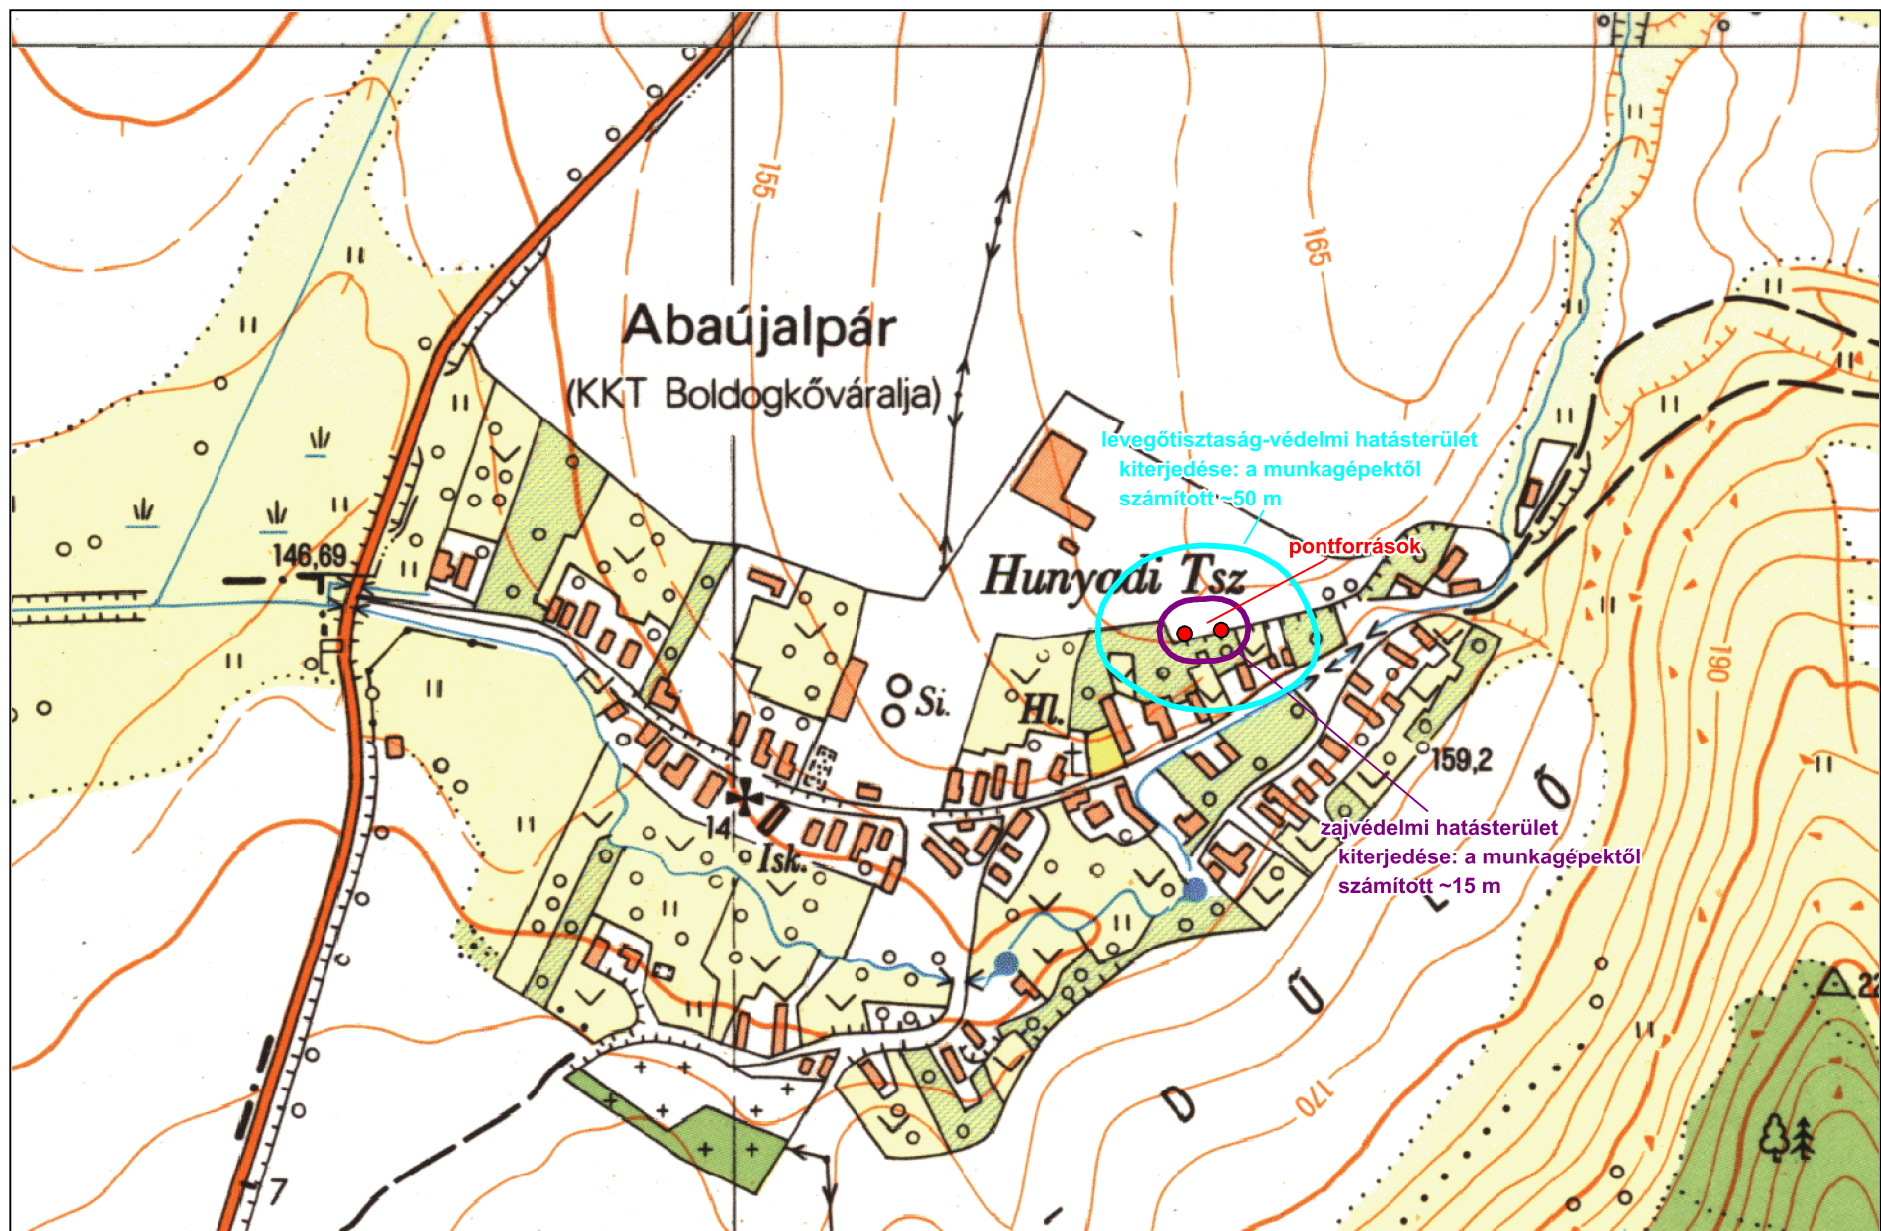 155
165
Abaújalpár
(KKT Boldogkőváralja)
levegőtisztaság-védelmi hatásterület
kiterjedése: a munkagépektől
számított ~50 m
pontforrások
146,69
Hunyadi Tsz
190
Si.
Hl.
159,2
14
Isk.
zajvédelmi hatásterület
kiterjedése: a munkagépektől
számított ~15 m
D Ű L Ő
22
170
7